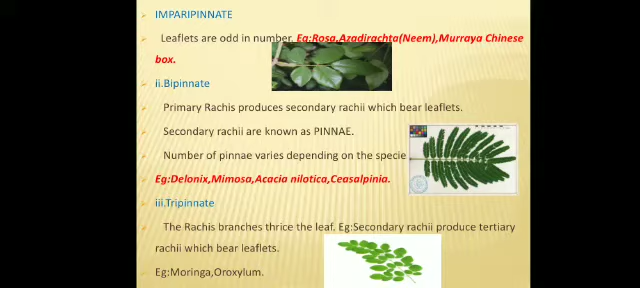 IMPARIPINNATE
Leaflets are odd in number. Eg:Rosa,Azadirachta(Neem),Murraya Chinese
box.
ii.Bipinnate
Primary Rachis produces secondary rachii which bear leaflets.
Secondary rachii are known as PINNAE.
Number of pinnae varies depending on the specie
Eg:Delonix,Mimosa,Acacia nilotica,Ceasalpinia.
iii.Tripinnate
The Rachis branches thrice the leaf. Eg:Secondary rachii produce tertiary
rachii which bear leaflets.
Eg:Moringa,Oroxylum.